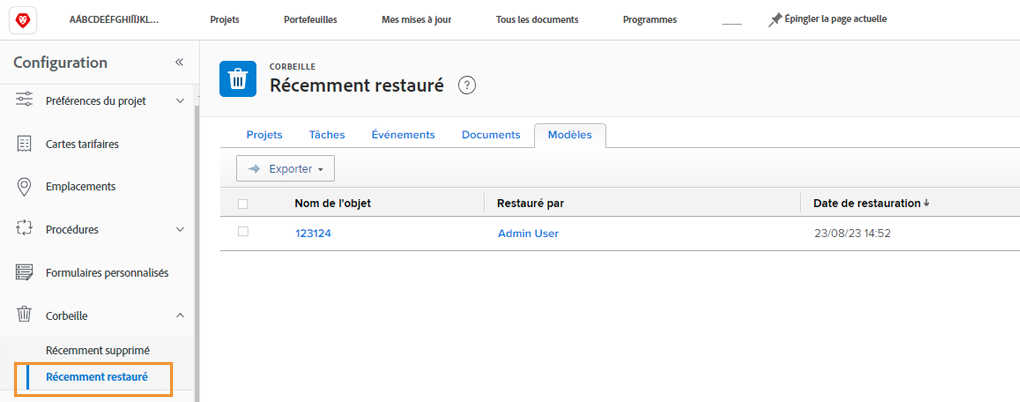 AÁBCDEÉFGHIÍÏJKL... Projets Portefeuilles Mes mises à jour Tous les documents Programmes ___ Épingler la page actuelle
Configuration
Préférences du projet
Cartes tarifaires
Emplacements
Procédures
Formulaires personnalisés
Corbeille
Récemment supprimé
Récemment restauré
CORBEILLE
Récemment restauré ?
Projets Tâches Événements Documents Modèles
Exporter
Nom de l'objet Restauré par Date de restauration
123124 Admin User 23/08/23 14:52